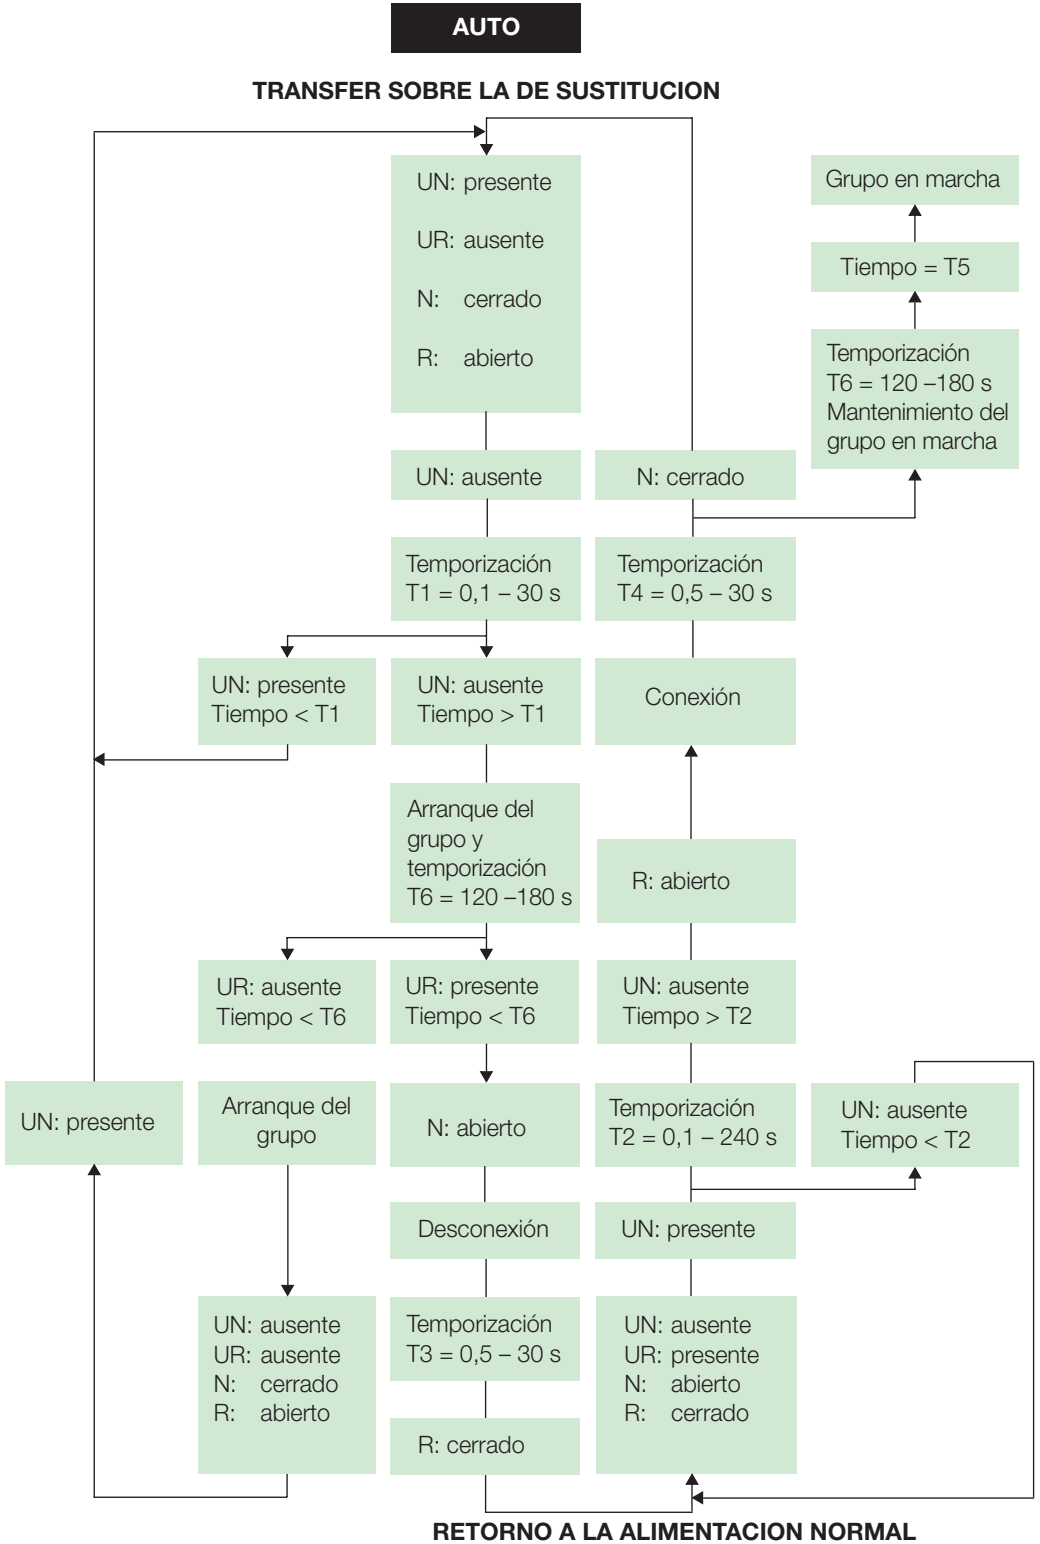 AUTO
TRANSFER SOBRE LA DE SUSTITUCION
UN: presente
UR: ausente
N: cerrado
R: abierto
Grupo en marcha
Tiempo = T5
Temporización
T6 = 120 –180 s
Mantenimiento del
grupo en marcha
UN: ausente
N: cerrado
Temporización
T1 = 0,1 – 30 s
Temporización
T4 = 0,5 – 30 s
UN: presente
Tiempo < T1
UN: ausente
Tiempo > T1
Conexión
Arranque del
grupo y
temporización
T6 = 120 –180 s
R: abierto
UR: ausente
Tiempo < T6
UR: presente
Tiempo < T6
UN: ausente
Tiempo > T2
UN: presente
Arranque del
grupo
N: abierto
Temporización
T2 = 0,1 – 240 s
UN: ausente
Tiempo < T2
Desconexión
UN: presente
UN: ausente
UR: ausente
N: cerrado
R: abierto
Temporización
T3 = 0,5 – 30 s
UN: ausente
UR: presente
N: abierto
R: cerrado
R: cerrado
RETORNO A LA ALIMENTACION NORMAL